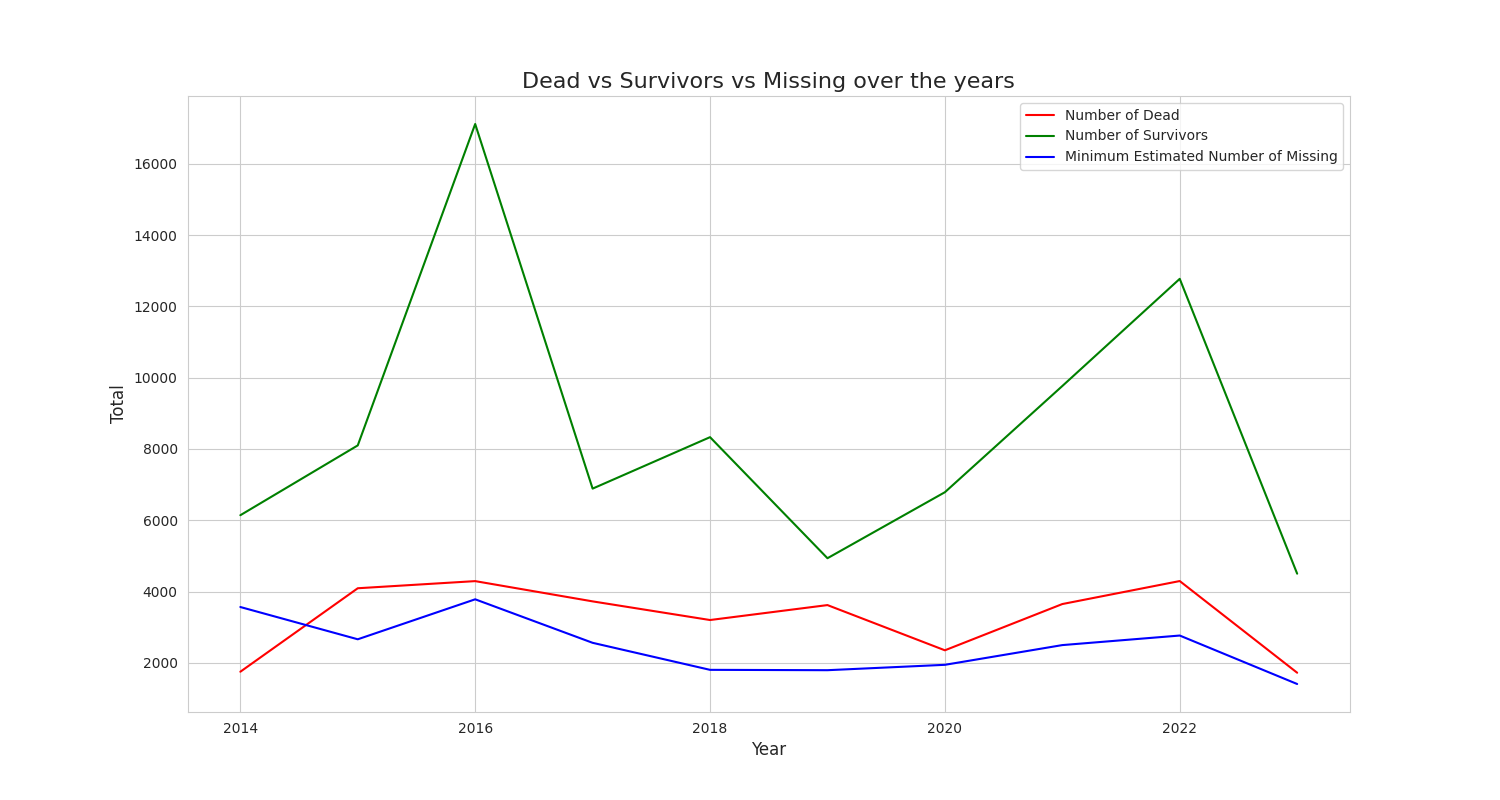 Dead vs Survivors vs Missing over the years
Number of Dead
Number of Survivors
Minimum Estimated Number of Missing
16000
14000
12000
10000
8000
6000
4000
2000
Total
2014
2016
2018
2020
2022
Year